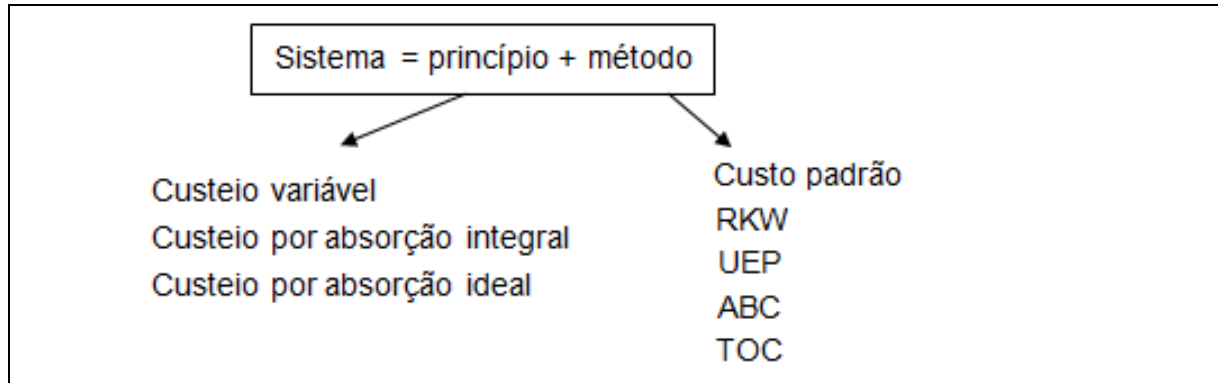 Sistema = princípio + método
Custeio variável
Custeio por absorção integral
Custeio por absorção ideal
Custo padrão
RKW
UEP
ABC
TOC